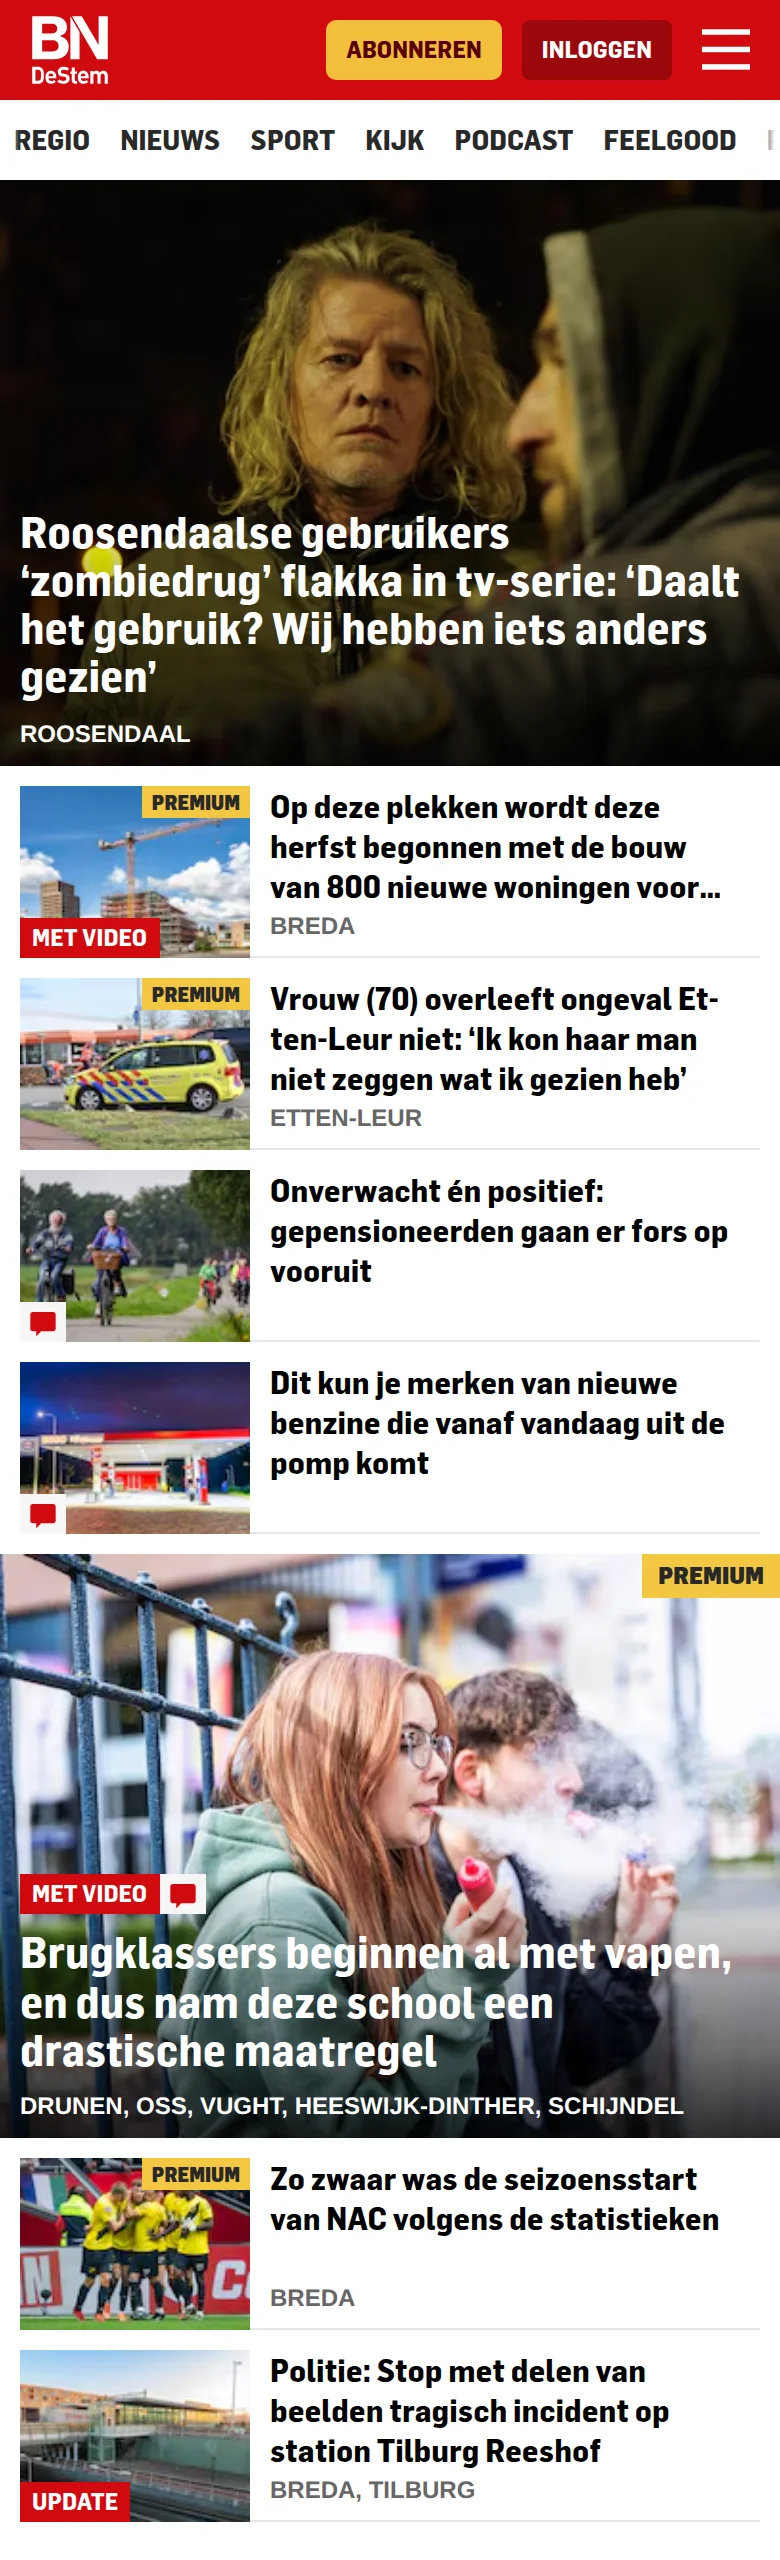 BN
DeStem
ABONNEREN
INLOGGEN
REGIO NIEUWS SPORT KIJK PODCAST FEELGOOD
Roosendaalse gebruikers
‘zombiedrug’ flakka in tv-serie: ‘Daalt
het gebruik? Wij hebben iets anders
gezien’
ROOSENDAAL
PREMIUM
MET VIDEO
Op deze plekken wordt deze
herfst begonnen met de bouw
van 800 nieuwe woningen voor...
BREDA
PREMIUM
Vrouw (70) overleeft ongeval Et-
ten-Leur niet: ‘Ik kon haar man
niet zeggen wat ik gezien heb’
ETTEN-LEUR
Onverwacht én positief:
gepensioneerden gaan er fors op
vooruit
Dit kun je merken van nieuwe
benzine die vanaf vandaag uit de
pomp komt
PREMIUM
MET VIDEO
Brugklassers beginnen al met vapen,
en dus nam deze school een
drastische maatregel
DRUNEN, OSS, VUGHT, HEESWIJK-DINTHER, SCHIJNDEL
PREMIUM
Zo zwaar was de seizoensstart
van NAC volgens de statistieken
BREDA
UPDATE
Politie: Stop met delen van
beelden tragisch incident op
station Tilburg Reeshof
BREDA, TILBURG